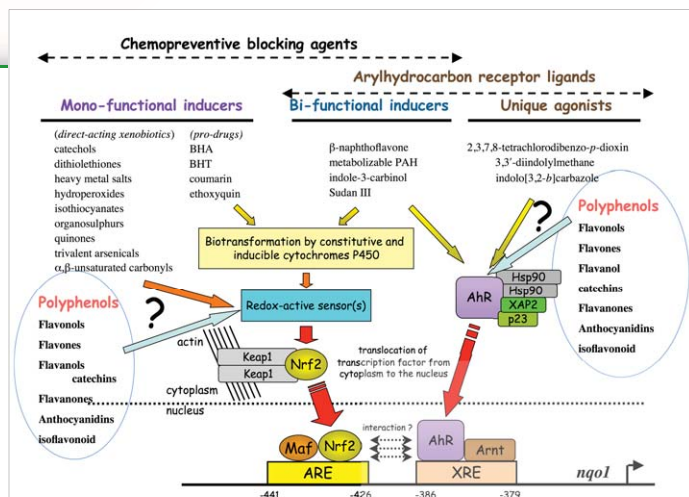 Chemopreventive blocking agents
Arylhydrocarbon receptor ligands
Mono-functional inducers
Bi-functional inducers
Unique agonists
(direct-acting xenobiotics)
catechols
dithiolethiones
heavy metal salts
hydroperoxides
isothiocyanates
organosulphurs
quinones
trivalent arsenicals
α,β-unsaturated carbonyls
(pro-drugs)
BHA
BHT
coumarin
ethoxyquin
β-naphthoflavone
metabolizable PAH
indole-3-carbinol
Sudan III
2,3,7,8-tetrachlorodibenzo-p-dioxin
3,3'-diindolylmethane
indolo[3,2-b]carbazole
?
Polyphenols
Flavonols
Flavones
Flavanol
catechins
Flavanones
Anthocyanidins
isoflavonoid
Biotransformation by constitutive and
inducible cytochromes P450
Hsp90
Hsp90
AhR
XAP2
p23
Polyphenols
Flavonols
Flavones
Flavanols
catechins
Flavanones
Anthocyanidins
isoflavonoid
?
Redox-active sensor(s)
actin
Keap1
Keap1
Nrf2
translocation of
transcription factor from
cytoplasm to the nucleus
cytoplasm
nucleus
Maf
Nrf2
interaction ?
AhR
Arnt
ARE
XRE
nqo1
-441
-426
-386
-379